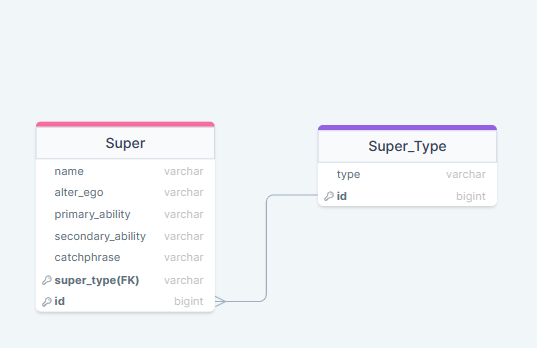 Super
name varchar
alter_ego varchar
primary_ability varchar
secondary_ability varchar
catchphrase varchar
super_type(FK) varchar
id bigint
Super_Type
type varchar
id bigint